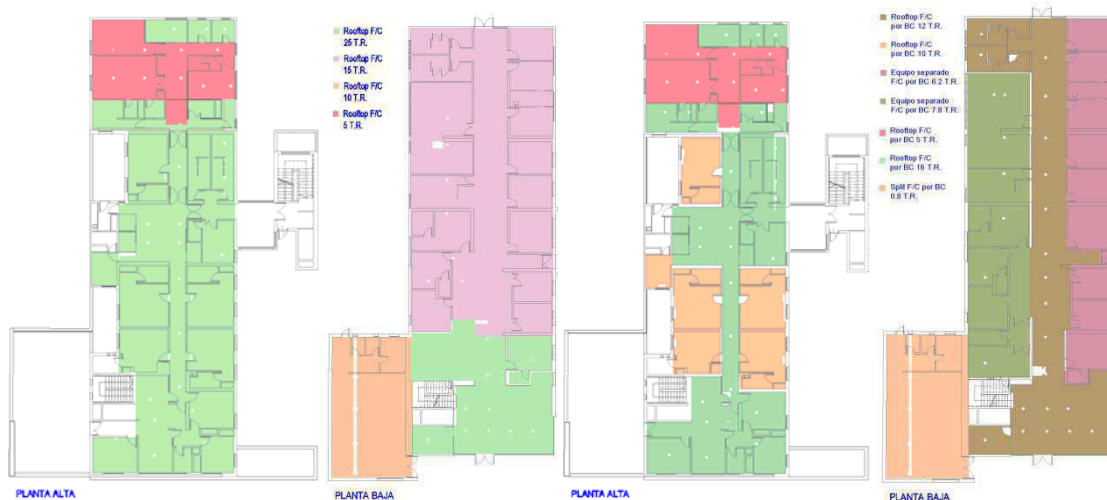 Rooftop F/C
25 T.R.
Rooftop F/C
15 T.R.
Rooftop F/C
10 T.R.
Rooftop F/C
5 T.R.
PLANTA ALTA
PLANTA BAJA
Rooftop F/C
por BC 12 T.R.
Rooftop F/C
por BC 10 T.R.
Equipo separado
F/C por BC 6.2 T.R.
Equipo separado
F/C por BC 7.8 T.R.
Rooftop F/C
por BC 5 T.R.
Rooftop F/C
por BC 16 T.R.
Split F/C por BC
0.8 T.R.
PLANTA ALTA
PLANTA BAJA